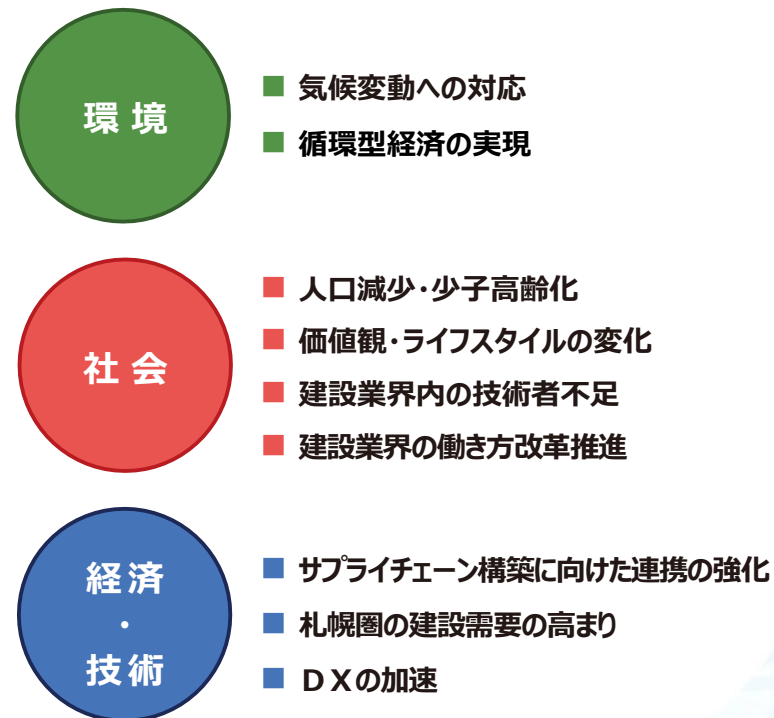 環境
気候変動への対応
循環型経済の実現
社会
人口減少・少子高齢化
価値観・ライフスタイルの変化
建設業界内の技術者不足
建設業界の働き方改革推進
経済
・
技術
サプライチェーン構築に向けた連携の強化
札幌圏の建設需要の高まり
ＤＸの加速